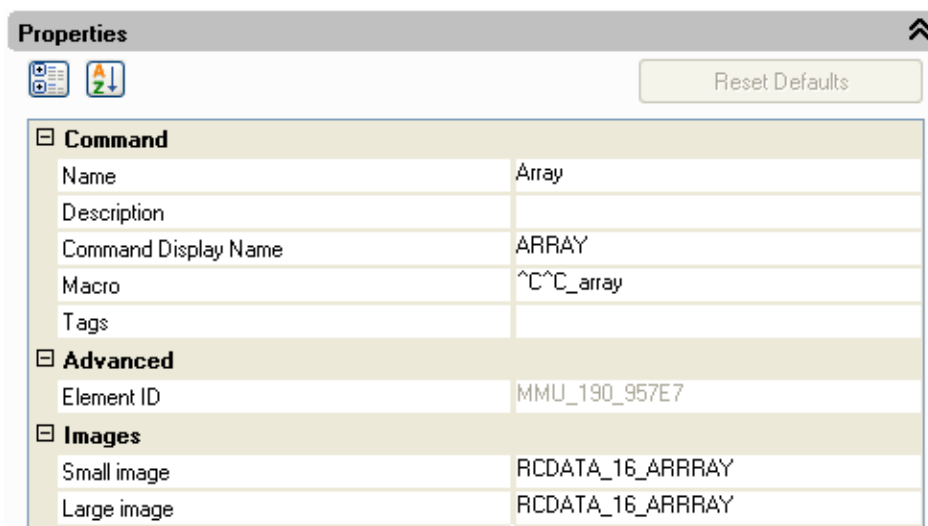 Properties
Reset Defaults
Command
Name Array
Description
Command Display Name ARRAY
Macro ^C^C_array
Tags
Advanced
Element ID MMU_190_957E7
Images
Small image RCDATA_16_ARRRAY
Large image RCDATA_16_ARRRAY